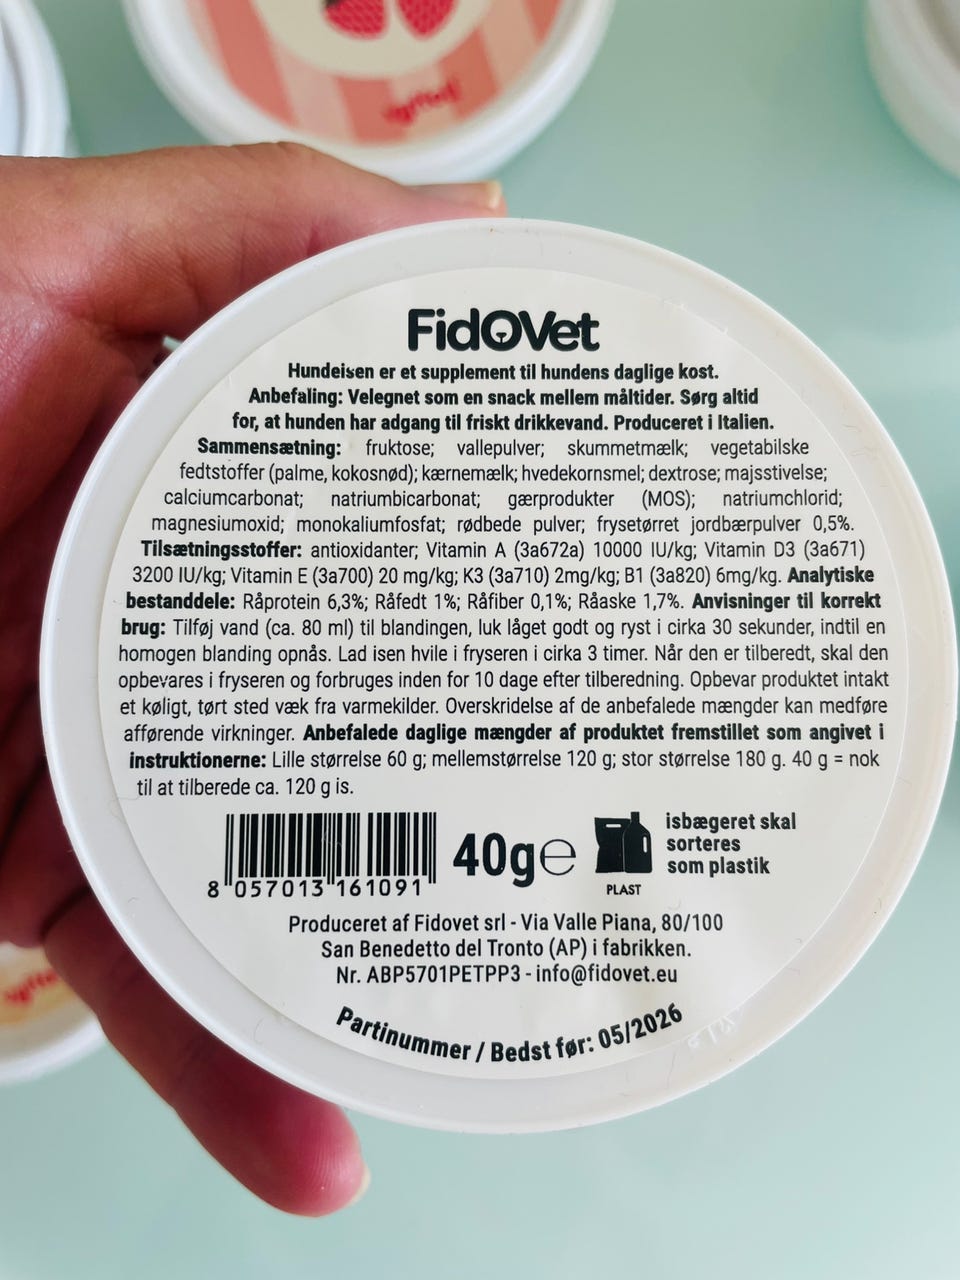 FidOVet
Hundeisen er et supplement til hundens daglige kost.
Anbefaling: Velegnet som en snack mellem måltider. Sørg altid
for, at hunden har adgang til friskt drikkevand. Produceret i Italien.
Sammensætning: fruktose; vallepulver; skummetmælk; vegetabilske
fedtstoffer (palme, kokosnød); kærnemælk; hvedekornsmel; dextrose; majsstivelse;
calciumcarbonat; natriumbicarbonat; gærprodukter (MOS); natriumchlorid;
magnesiumoxid; monokaliumfosfat; rødbede pulver; frysetørret jordbærpulver 0,5%.
Tilsætningsstoffer: antioxidanter; Vitamin A (3a672a) 10000 IU/kg; Vitamin D3 (3a671)
3200 IU/kg; Vitamin E (3a700) 20 mg/kg; K3 (3a710) 2mg/kg; B1 (3a820) 6mg/kg. Analytiske
bestanddele: Råprotein 6,3%; Råfedt 1%; Råfiber 0,1%; Råaske 1,7%. Anvisninger til korrekt
brug: Tilføj vand (ca. 80 ml) til blandingen, luk låget godt og ryst i cirka 30 sekunder, indtil en
homogen blanding opnås. Lad isen hvile i fryseren i cirka 3 timer. Når den er tilberedt, skal den
opbevares i fryseren og forbruges inden for 10 dage efter tilberedning. Opbevar produktet intakt
et køligt, tørt sted væk fra varmekilder. Overskridelse af de anbefalede mængder kan medføre
afførende virkninger. Anbefalede daglige mængder af produktet fremstillet som angivet i
instruktionerne: Lille størrelse 60 g; mellemstørrelse 120 g; stor størrelse 180 g. 40 g = nok
til at tilberede ca. 120 g is.
8 057013 161091
40g e
PLAST
isbægeret skal
sorteres
som plastik
Produceret af Fidovet srl - Via Valle Piana, 80/100
San Benedetto del Tronto (AP) i fabrikken.
Nr. ABP5701PETPP3 - info@fidovet.eu
Partinummer / Bedst før: 05/2026